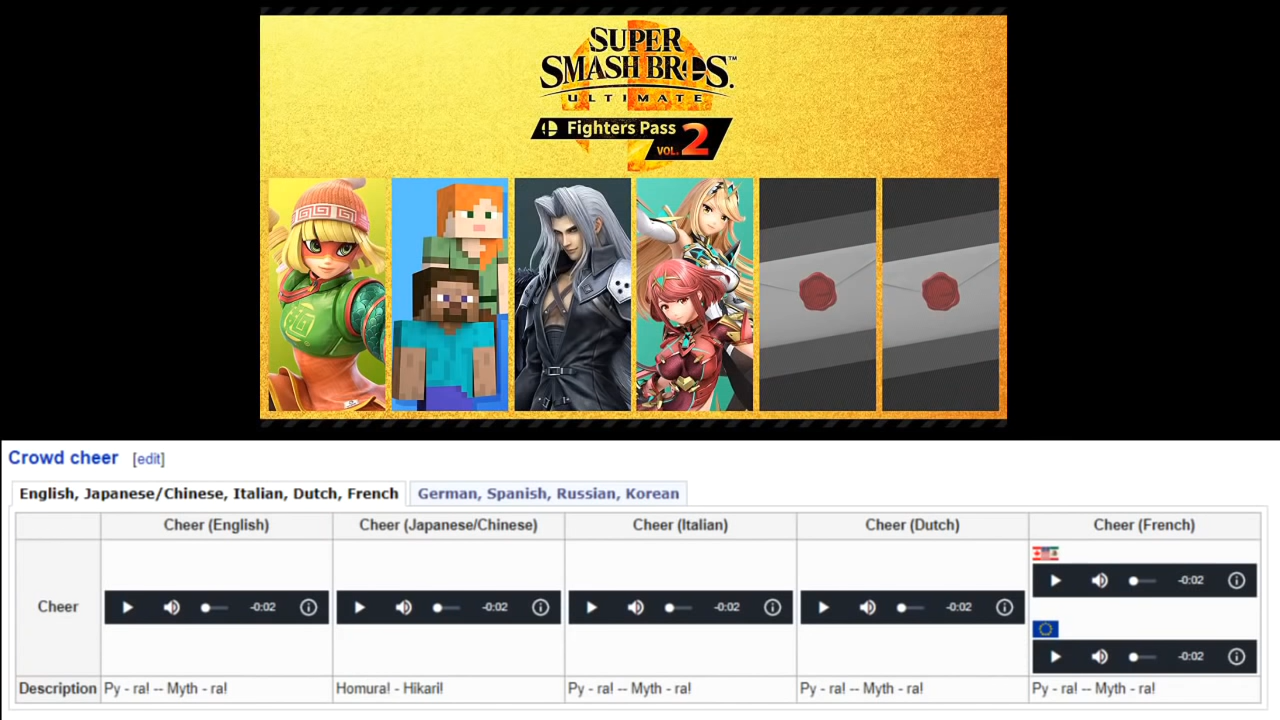 SUPER
SMASH BROS.™
ULTIMATE
Fighters Pass
VOL. 2
Crowd cheer [edit]
English, Japanese/Chinese, Italian, Dutch, French German, Spanish, Russian, Korean
Cheer (English) Cheer (Japanese/Chinese) Cheer (Italian) Cheer (Dutch) Cheer (French)
Cheer -0:02 -0:02 -0:02 -0:02 -0:02
-0:02
Description Py - ra! -- Myth - ra! Homura! - Hikari! Py - ra! -- Myth - ra! Py - ra! -- Myth - ra! Py - ra! -- Myth - ra!